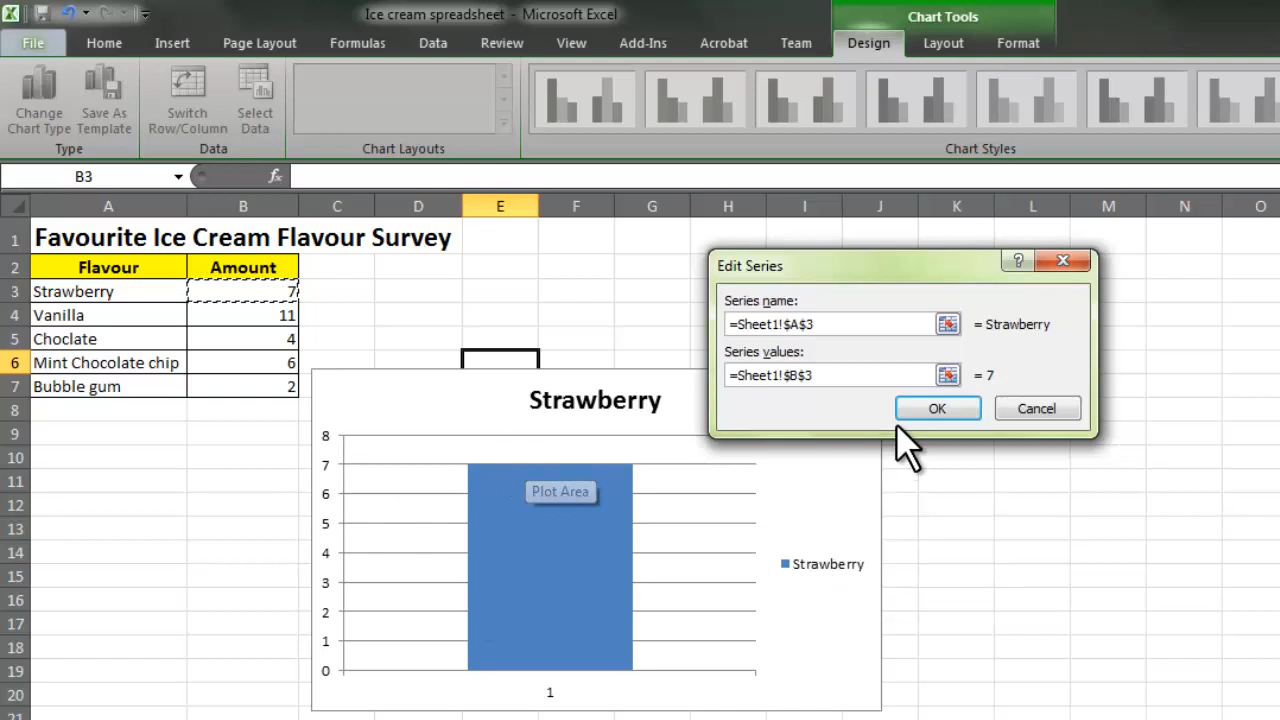 Ice cream spreadsheet - Microsoft Excel
Chart Tools
File Home Insert Page Layout Formulas Data Review View Add-Ins Acrobat Team Design Layout Format
Change Chart Type
Save As Template
Switch Row/Column
Select Data
Type Data Chart Layouts Chart Styles
B3 fx
A B C D E F G H I J K L M N O
1 Favourite Ice Cream Flavour Survey
2 Flavour Amount
3 Strawberry 7
4 Vanilla 11
5 Choclate 4
6 Mint Chocolate chip 6
7 Bubble gum 2
8
9
10
11
12
13
14
15
16
17
18
19
20
21
Edit Series
?
Series name:
=Sheet1!$A$3 = Strawberry
Series values:
=Sheet1!$B$3 = 7
OK Cancel
Strawberry
8
7
6
5
4
3
2
1
0
Plot Area
Strawberry
1